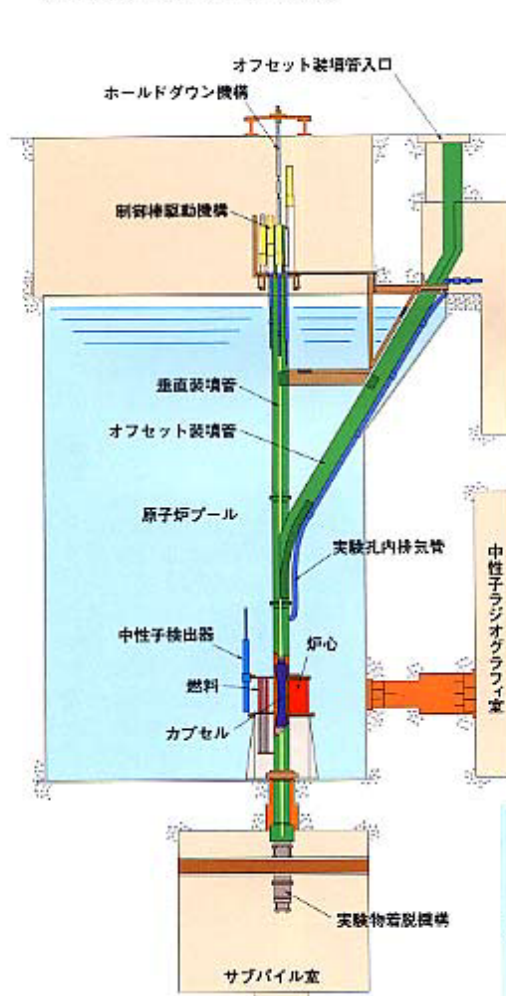 オフセット装填管入口
ホールドダウン機構
制御棒駆動機構
垂直装填管
オフセット装填管
原子炉プール
実験孔内排気管
中性子ラジオグラフィ室
中性子検出器
炉心
燃料
カプセル
実験物着脱機構
サブパイル室